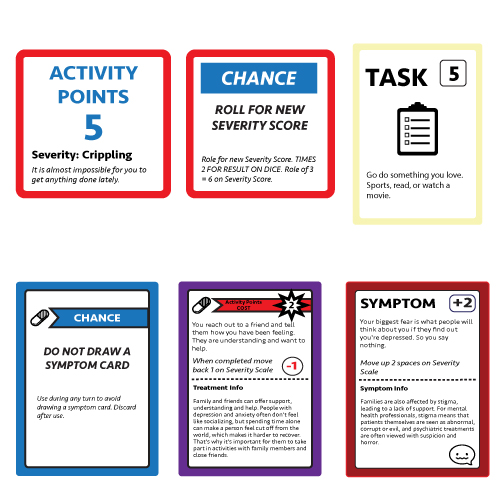 ACTIVITY
POINTS
5
Severity: Crippling
It is almost impossible for you to
get anything done lately.
CHANCE
ROLL FOR NEW
SEVERITY SCORE
Role for new Severity Score. TIMES
2 FOR RESULT ON DICE. Role of 3
= 6 on Severity Score.
TASK
5
Go do something you love.
Sports, read, or watch a
movie.
CHANCE
DO NOT DRAW A
SYMPTOM CARD
Use during any turn to avoid
drawing a symptom card. Discard
after use.
Activity Points
COST
2
You reach out to a friend and tell
them how you have been feeling.
They are understanding and want to
help.
When completed move
back 1 on Severity Scale
-1
Treatment Info
Family and friends can offer support,
understanding and help. People with
depression and anxiety often don't feel
like socializing, but spending time alone
can make a person feel cut off from the
world, which makes it harder to recover.
That's why it's important for them to take
part in activities with family members and
close friends.
SYMPTOM
+2
Your biggest fear is what people will
think about you if they find out
you're depressed. So you say
nothing.
Move up 2 spaces on Severity
Scale
Symptom Info
Families are also affected by stigma,
leading to a lack of support. For mental
health professionals, stigma means that
patients themselves are seen as abnormal,
corrupt or evil, and psychiatric treatments
are often viewed with suspicion and
horror.